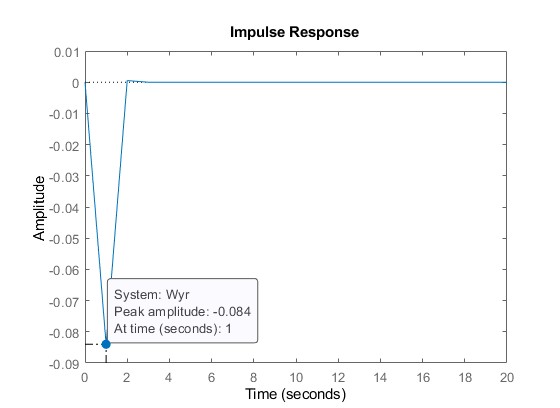 Impulse Response
0.01
0
-0.01
-0.02
-0.03
-0.04
-0.05
-0.06
-0.07
-0.08
-0.09
Amplitude
System: Wyr
Peak amplitude: -0.084
At time (seconds): 1
0 2 4 6 8 10 12 14 16 18 20
Time (seconds)